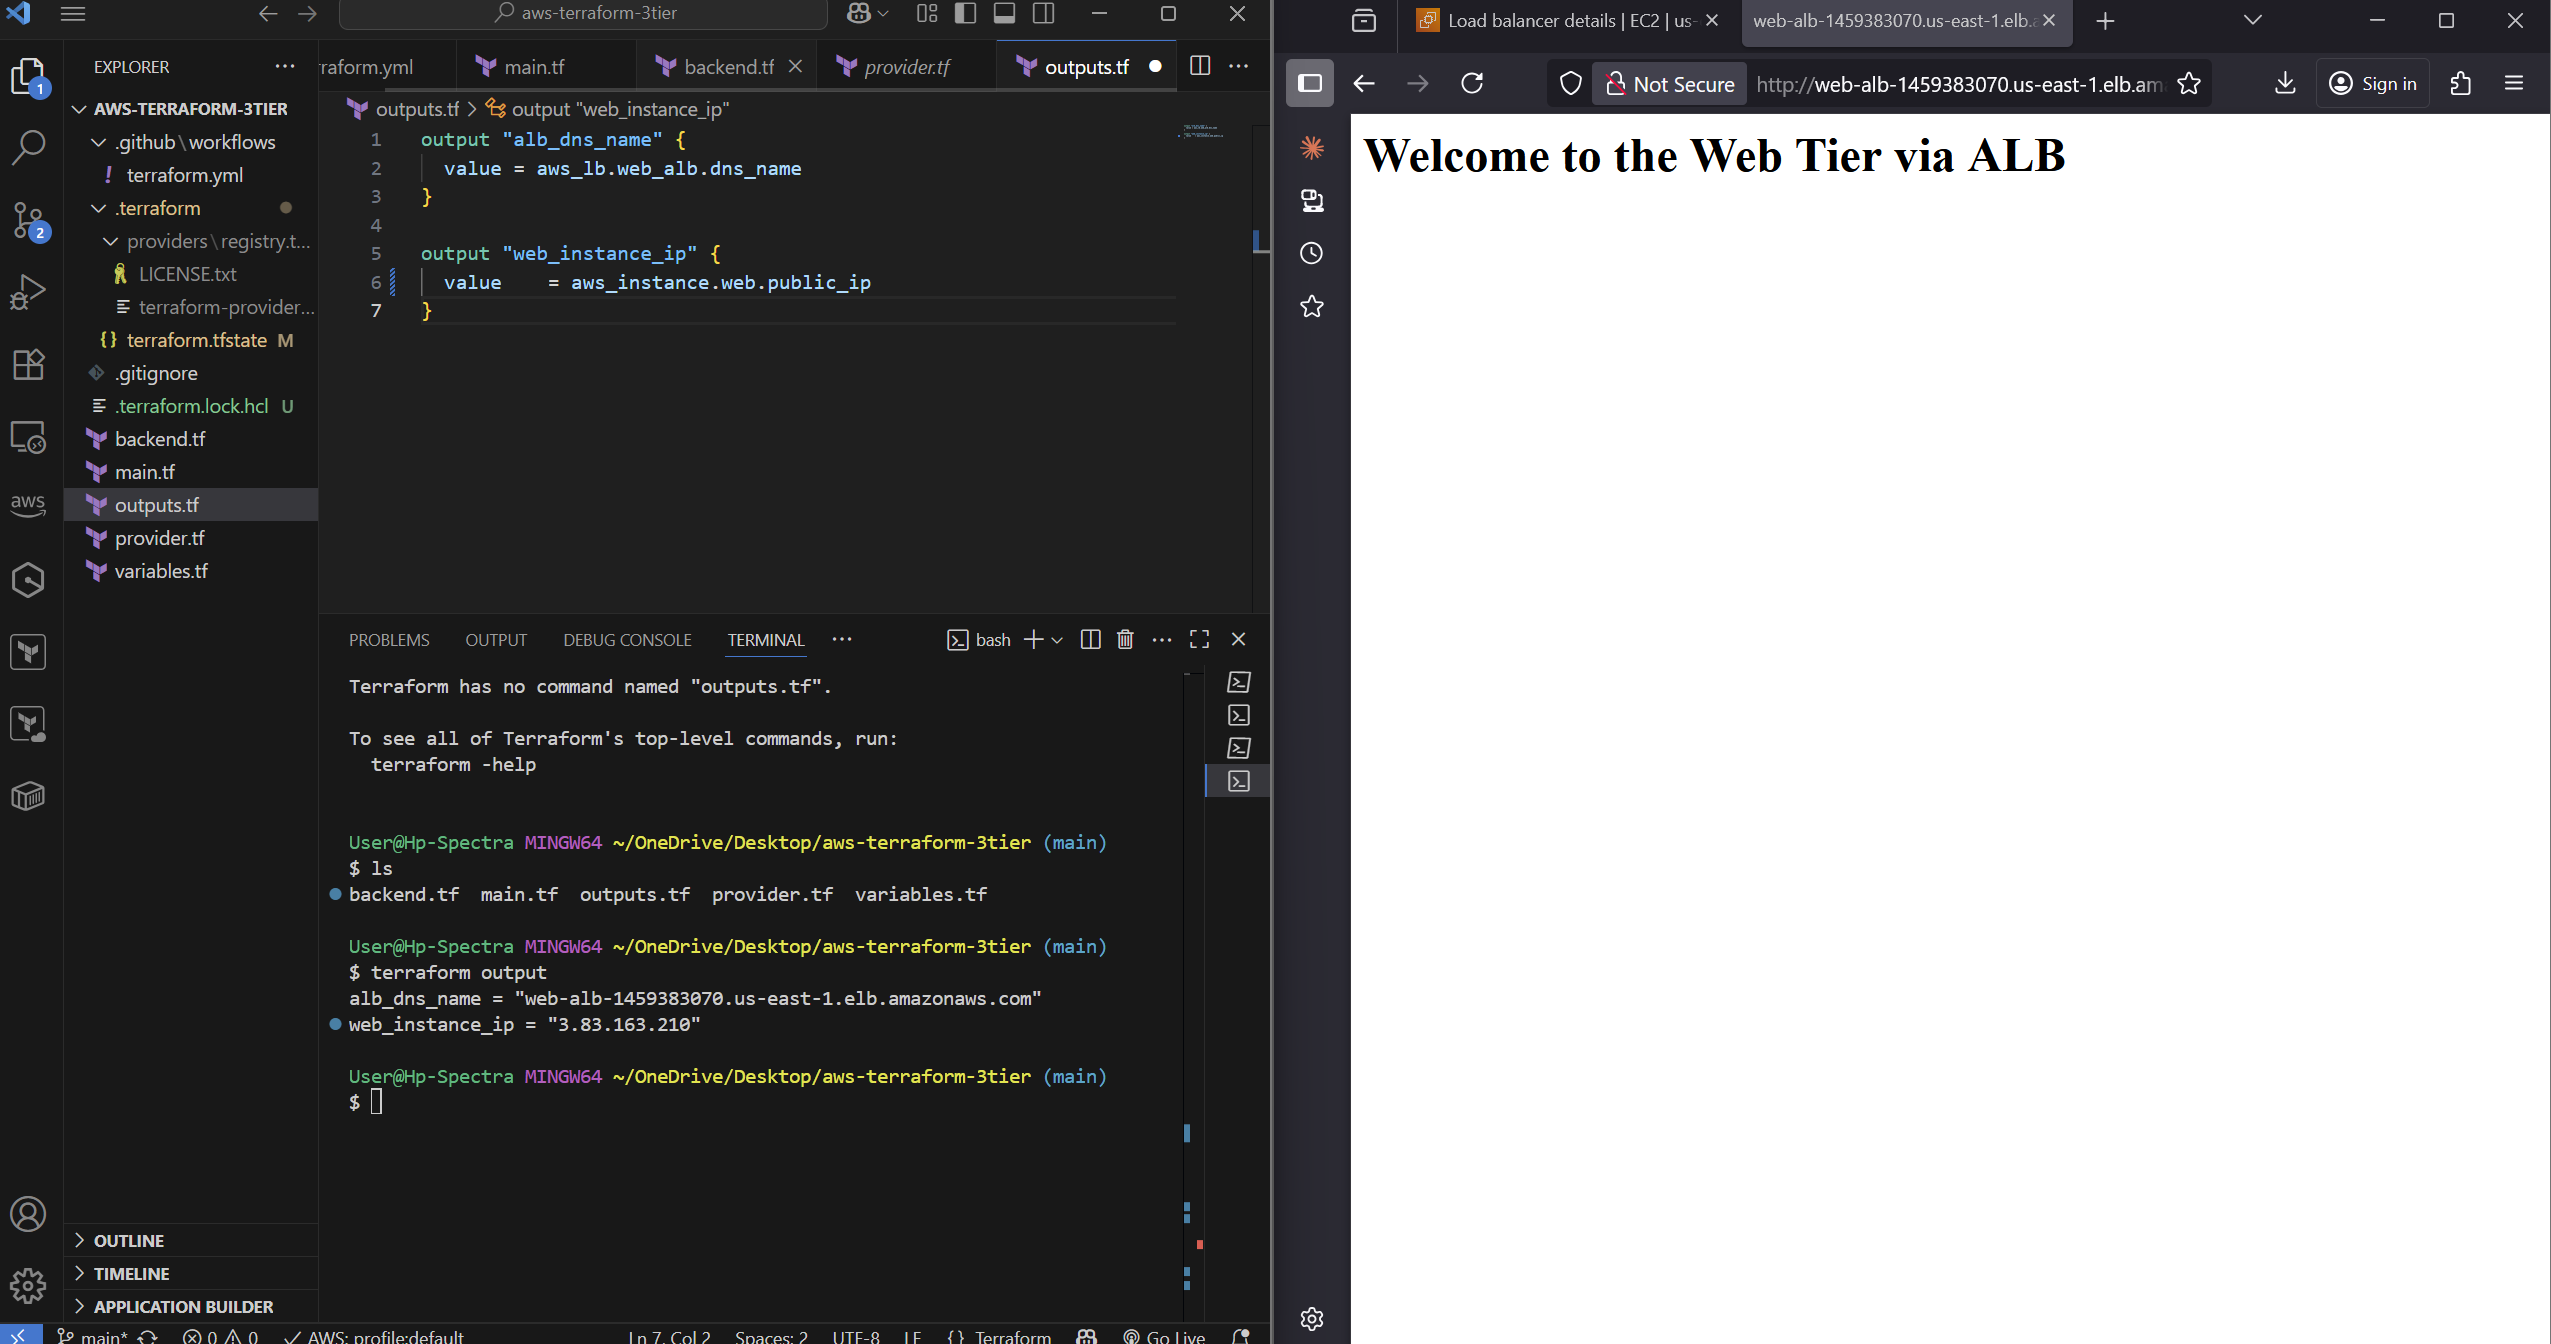 aws-terraform-3tier
EXPLORER
AWS-TERRAFORM-3TIER
.github\workflows
! terraform.yml
.terraform
providers\registry.t...
LICENSE.txt
terraform-provider...
{} terraform.tfstate M
.gitignore
.terraform.lock.hcl U
backend.tf
main.tf
outputs.tf
provider.tf
variables.tf
OUTLINE
TIMELINE
APPLICATION BUILDER
1
2
aws
raform.yml main.tf backend.tf provider.tf outputs.tf
outputs.tf > output "web_instance_ip"
1 output "alb_dns_name" {
2 value = aws_lb.web_alb.dns_name
3 }
4
5 output "web_instance_ip" {
6 value    = aws_instance.web.public_ip
7 }
PROBLEMS OUTPUT DEBUG CONSOLE TERMINAL ... bash
Terraform has no command named "outputs.tf".
To see all of Terraform's top-level commands, run:
terraform -help
User@Hp-Spectra MINGW64 ~/OneDrive/Desktop/aws-terraform-3tier (main)
$ ls
backend.tf  main.tf  outputs.tf  provider.tf  variables.tf
User@Hp-Spectra MINGW64 ~/OneDrive/Desktop/aws-terraform-3tier (main)
$ terraform output
alb_dns_name = "web-alb-1459383070.us-east-1.elb.amazonaws.com"
web_instance_ip = "3.83.163.210"
User@Hp-Spectra MINGW64 ~/OneDrive/Desktop/aws-terraform-3tier (main)
$
main* 0 0 AWS: profile:default Ln 7, Col 2 Spaces: 2 UTF-8 LF {} Terraform Go Live
Load balancer details | EC2 | us- web-alb-1459383070.us-east-1.elb.a
Not Secure http://web-alb-1459383070.us-east-1.elb.am Sign in
Welcome to the Web Tier via ALB